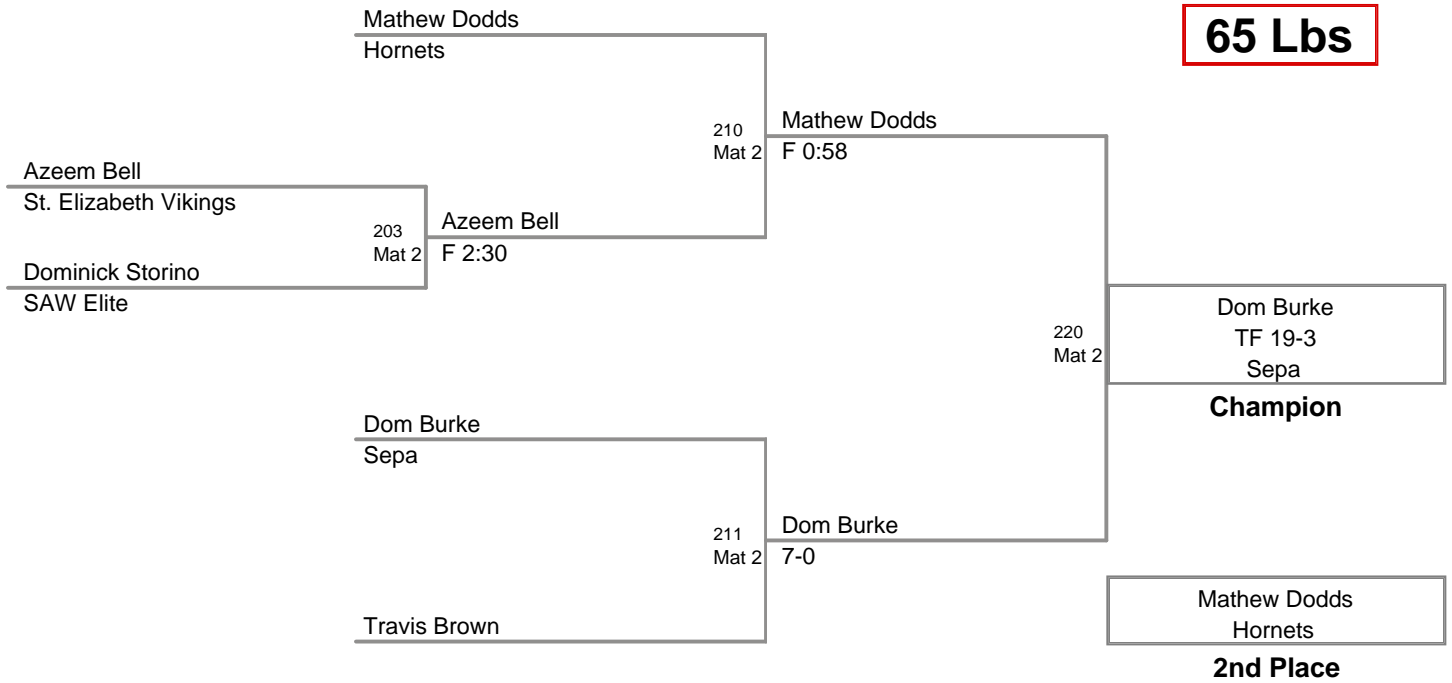 Mathew Dodds
Hornets
65 Lbs
210
Mat 2
Mathew Dodds
F 0:58
Azeem Bell
St. Elizabeth Vikings
203
Mat 2
Azeem Bell
F 2:30
Dominick Storino
SAW Elite
220
Mat 2
Dom Burke
TF 19-3
Sepa
Champion
Dom Burke
Sepa
211
Mat 2
Dom Burke
7-0
Travis Brown
Mathew Dodds
Hornets
2nd Place